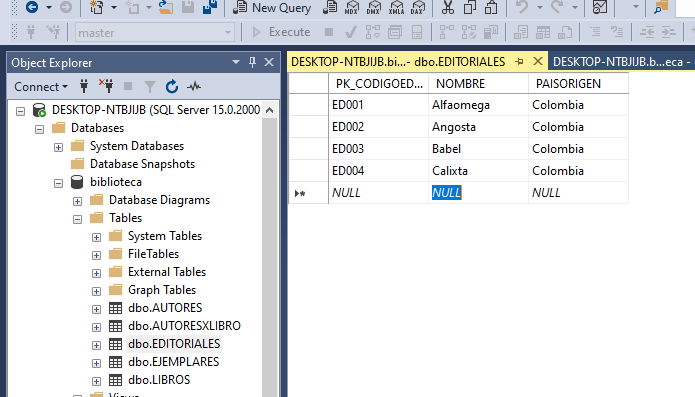 New Query
MDX DMX XMLA DAX
master
Execute
Object Explorer
Connect
DESKTOP-NTBJIJB (SQL Server 15.0.2000
Databases
System Databases
Database Snapshots
biblioteca
Database Diagrams
Tables
System Tables
FileTables
External Tables
Graph Tables
dbo.AUTORES
dbo.AUTORESXLIBRO
dbo.EDITORIALES
dbo.EJEMPLARES
dbo.LIBROS
Views
DESKTOP-NTBJIJB.bi...- dbo.EDITORIALES
DESKTOP-NTBJIJB.b...eca -
PK_CODIGOED... NOMBRE PAISORIGEN
ED001 Alfaomega Colombia
ED002 Angosta Colombia
ED003 Babel Colombia
ED004 Calixta Colombia
NULL NULL NULL